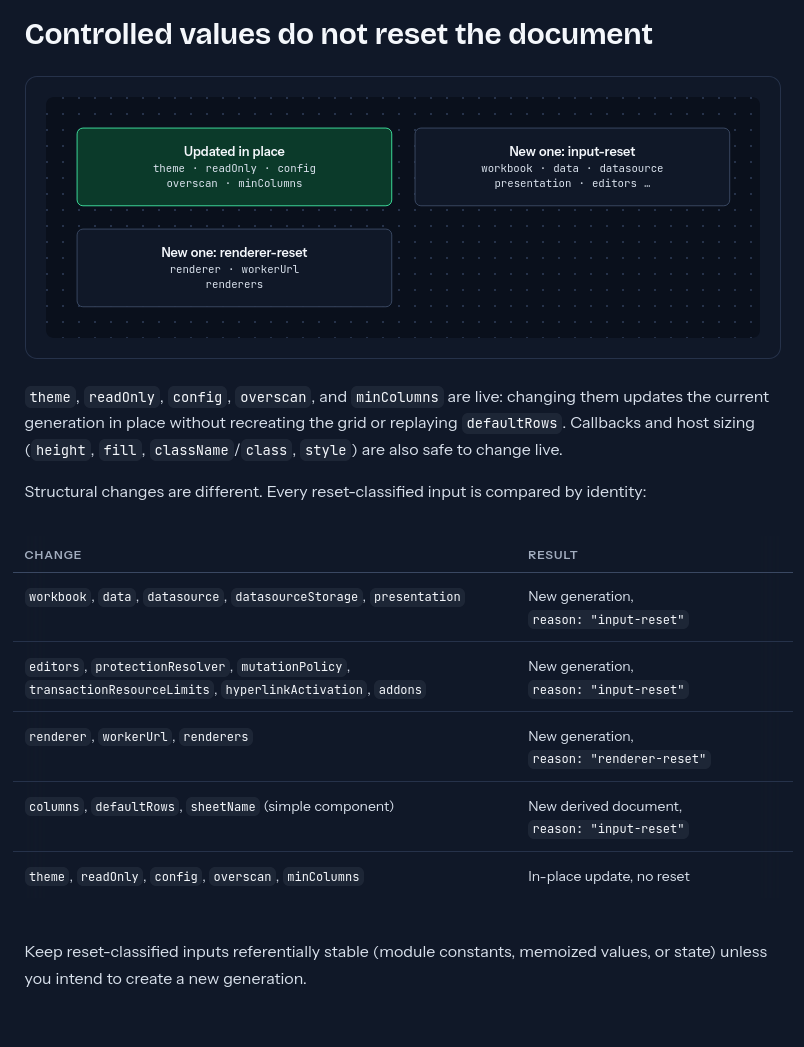 Controlled values do not reset the document
Updated in place
theme · readOnly · config
overscan · minColumns
New one: input-reset
workbook · data · datasource
presentation · editors …
New one: renderer-reset
renderer · workerUrl
renderers
theme, readOnly, config, overscan, and minColumns are live: changing them updates the current
generation in place without recreating the grid or replaying defaultRows. Callbacks and host sizing
(height, fill, className/class, style) are also safe to change live.
Structural changes are different. Every reset-classified input is compared by identity:
CHANGE RESULT
workbook, data, datasource, datasourceStorage, presentation New generation,
reason: "input-reset"
editors, protectionResolver, mutationPolicy, New generation,
transactionResourceLimits, hyperlinkActivation, addons reason: "input-reset"
renderer, workerUrl, renderers New generation,
reason: "renderer-reset"
columns, defaultRows, sheetName (simple component) New derived document,
reason: "input-reset"
theme, readOnly, config, overscan, minColumns In-place update, no reset
Keep reset-classified inputs referentially stable (module constants, memoized values, or state) unless
you intend to create a new generation.